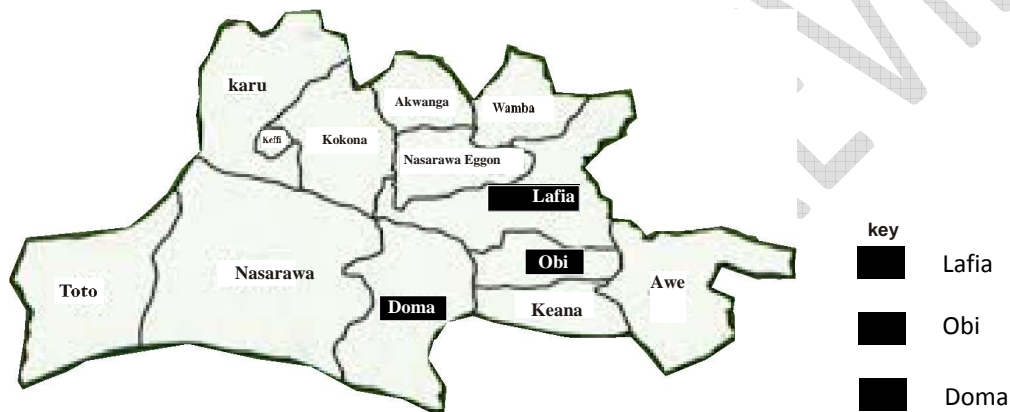 karu
Akwanga
Wamba
Keffi
Kokona
Nasarawa Eggon
Lafia
key
Lafia
Obi
Nasarawa
Awe
Toto
Doma
Keana
Obi
Doma